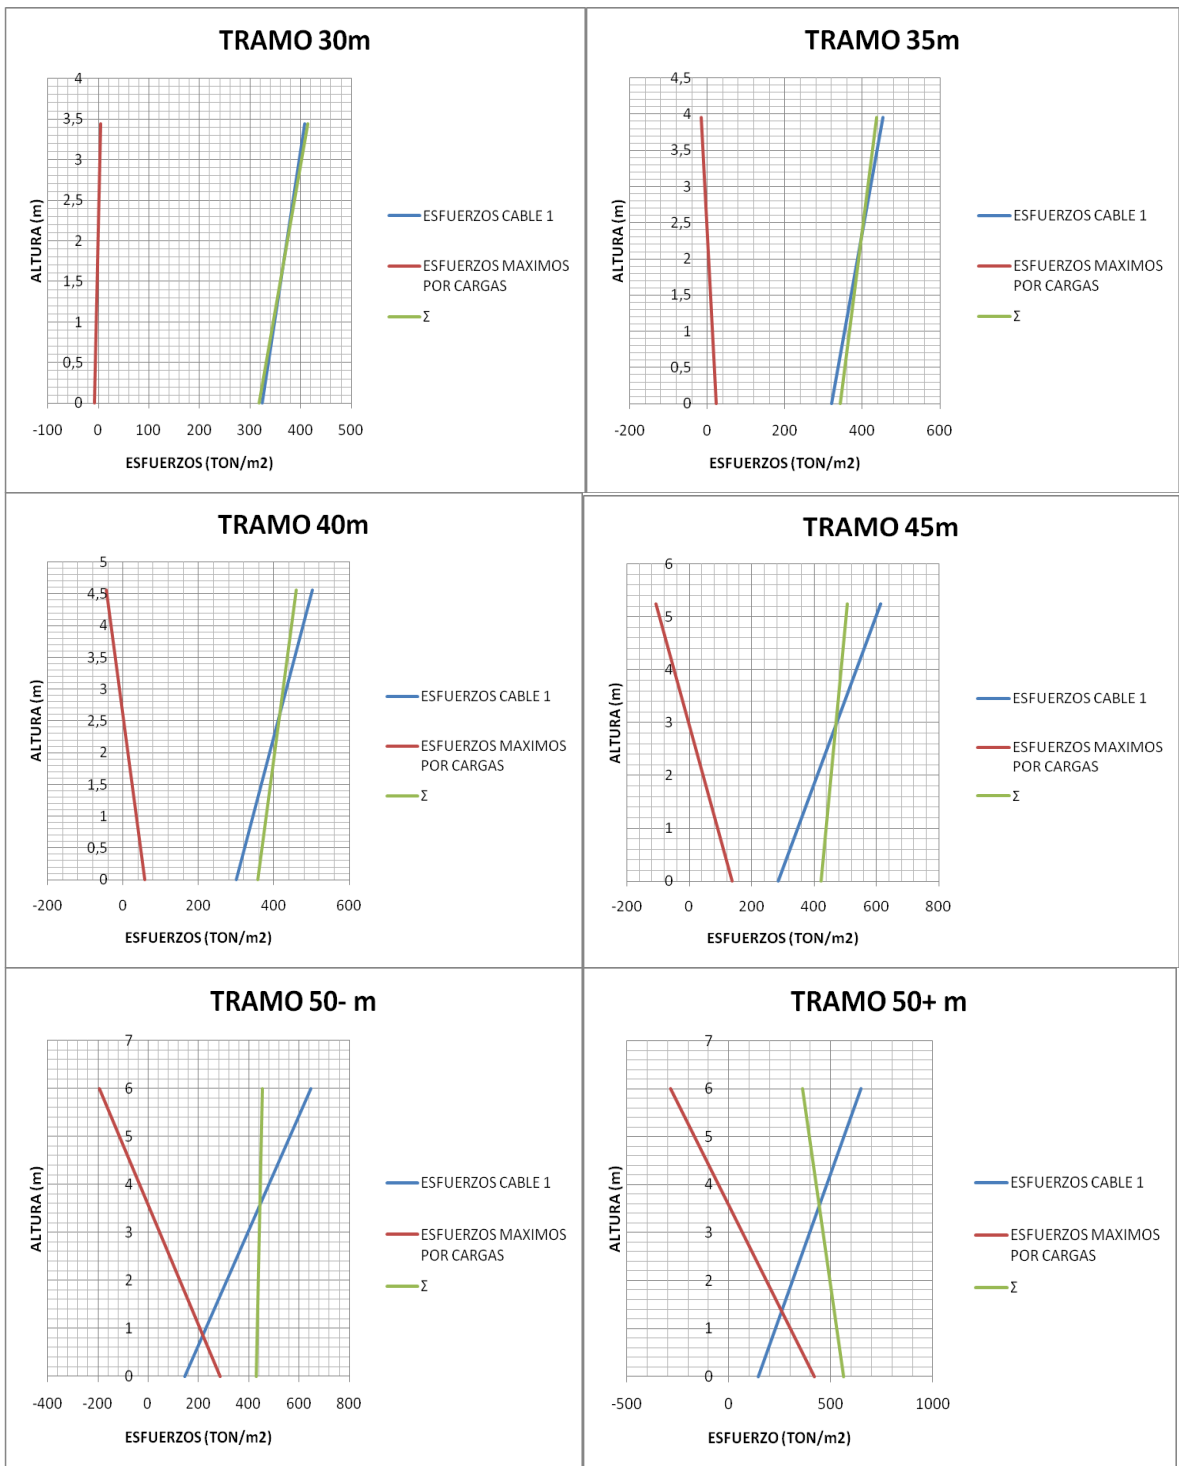 TRAMO 30m
4
3,5
3
2,5
2
1,5
1
0,5
0
-100 0 100 200 300 400 500
ALTURA (m)
ESFUERZOS (TON/m2)
ESFUERZOS CABLE 1
ESFUERZOS MAXIMOS
POR CARGAS
Σ
TRAMO 35m
4,5
4
3,5
3
2,5
2
1,5
1
0,5
0
-200 0 200 400 600
ALTURA (m)
ESFUERZOS (TON/m2)
ESFUERZOS CABLE 1
ESFUERZOS MAXIMOS
POR CARGAS
Σ
TRAMO 40m
5
4,5
4
3,5
3
2,5
2
1,5
1
0,5
0
-200 0 200 400 600
ALTURA (m)
ESFUERZOS (TON/m2)
ESFUERZOS CABLE 1
ESFUERZOS MAXIMOS
POR CARGAS
Σ
TRAMO 45m
6
5
4
3
2
1
0
-200 0 200 400 600 800
ALTURA (m)
ESFUERZOS (TON/m2)
ESFUERZOS CABLE 1
ESFUERZOS MAXIMOS
POR CARGAS
Σ
TRAMO 50- m
7
6
5
4
3
2
1
0
-400 -200 0 200 400 600 800
ALTURA (m)
ESFUERZOS (TON/m2)
ESFUERZOS CABLE 1
ESFUERZOS MAXIMOS
POR CARGAS
Σ
TRAMO 50+ m
7
6
5
4
3
2
1
0
-500 0 500 1000
ALTURA (m)
ESFUERZO (TON/m2)
ESFUERZOS CABLE 1
ESFUERZOS MAXIMOS
POR CARGAS
Σ